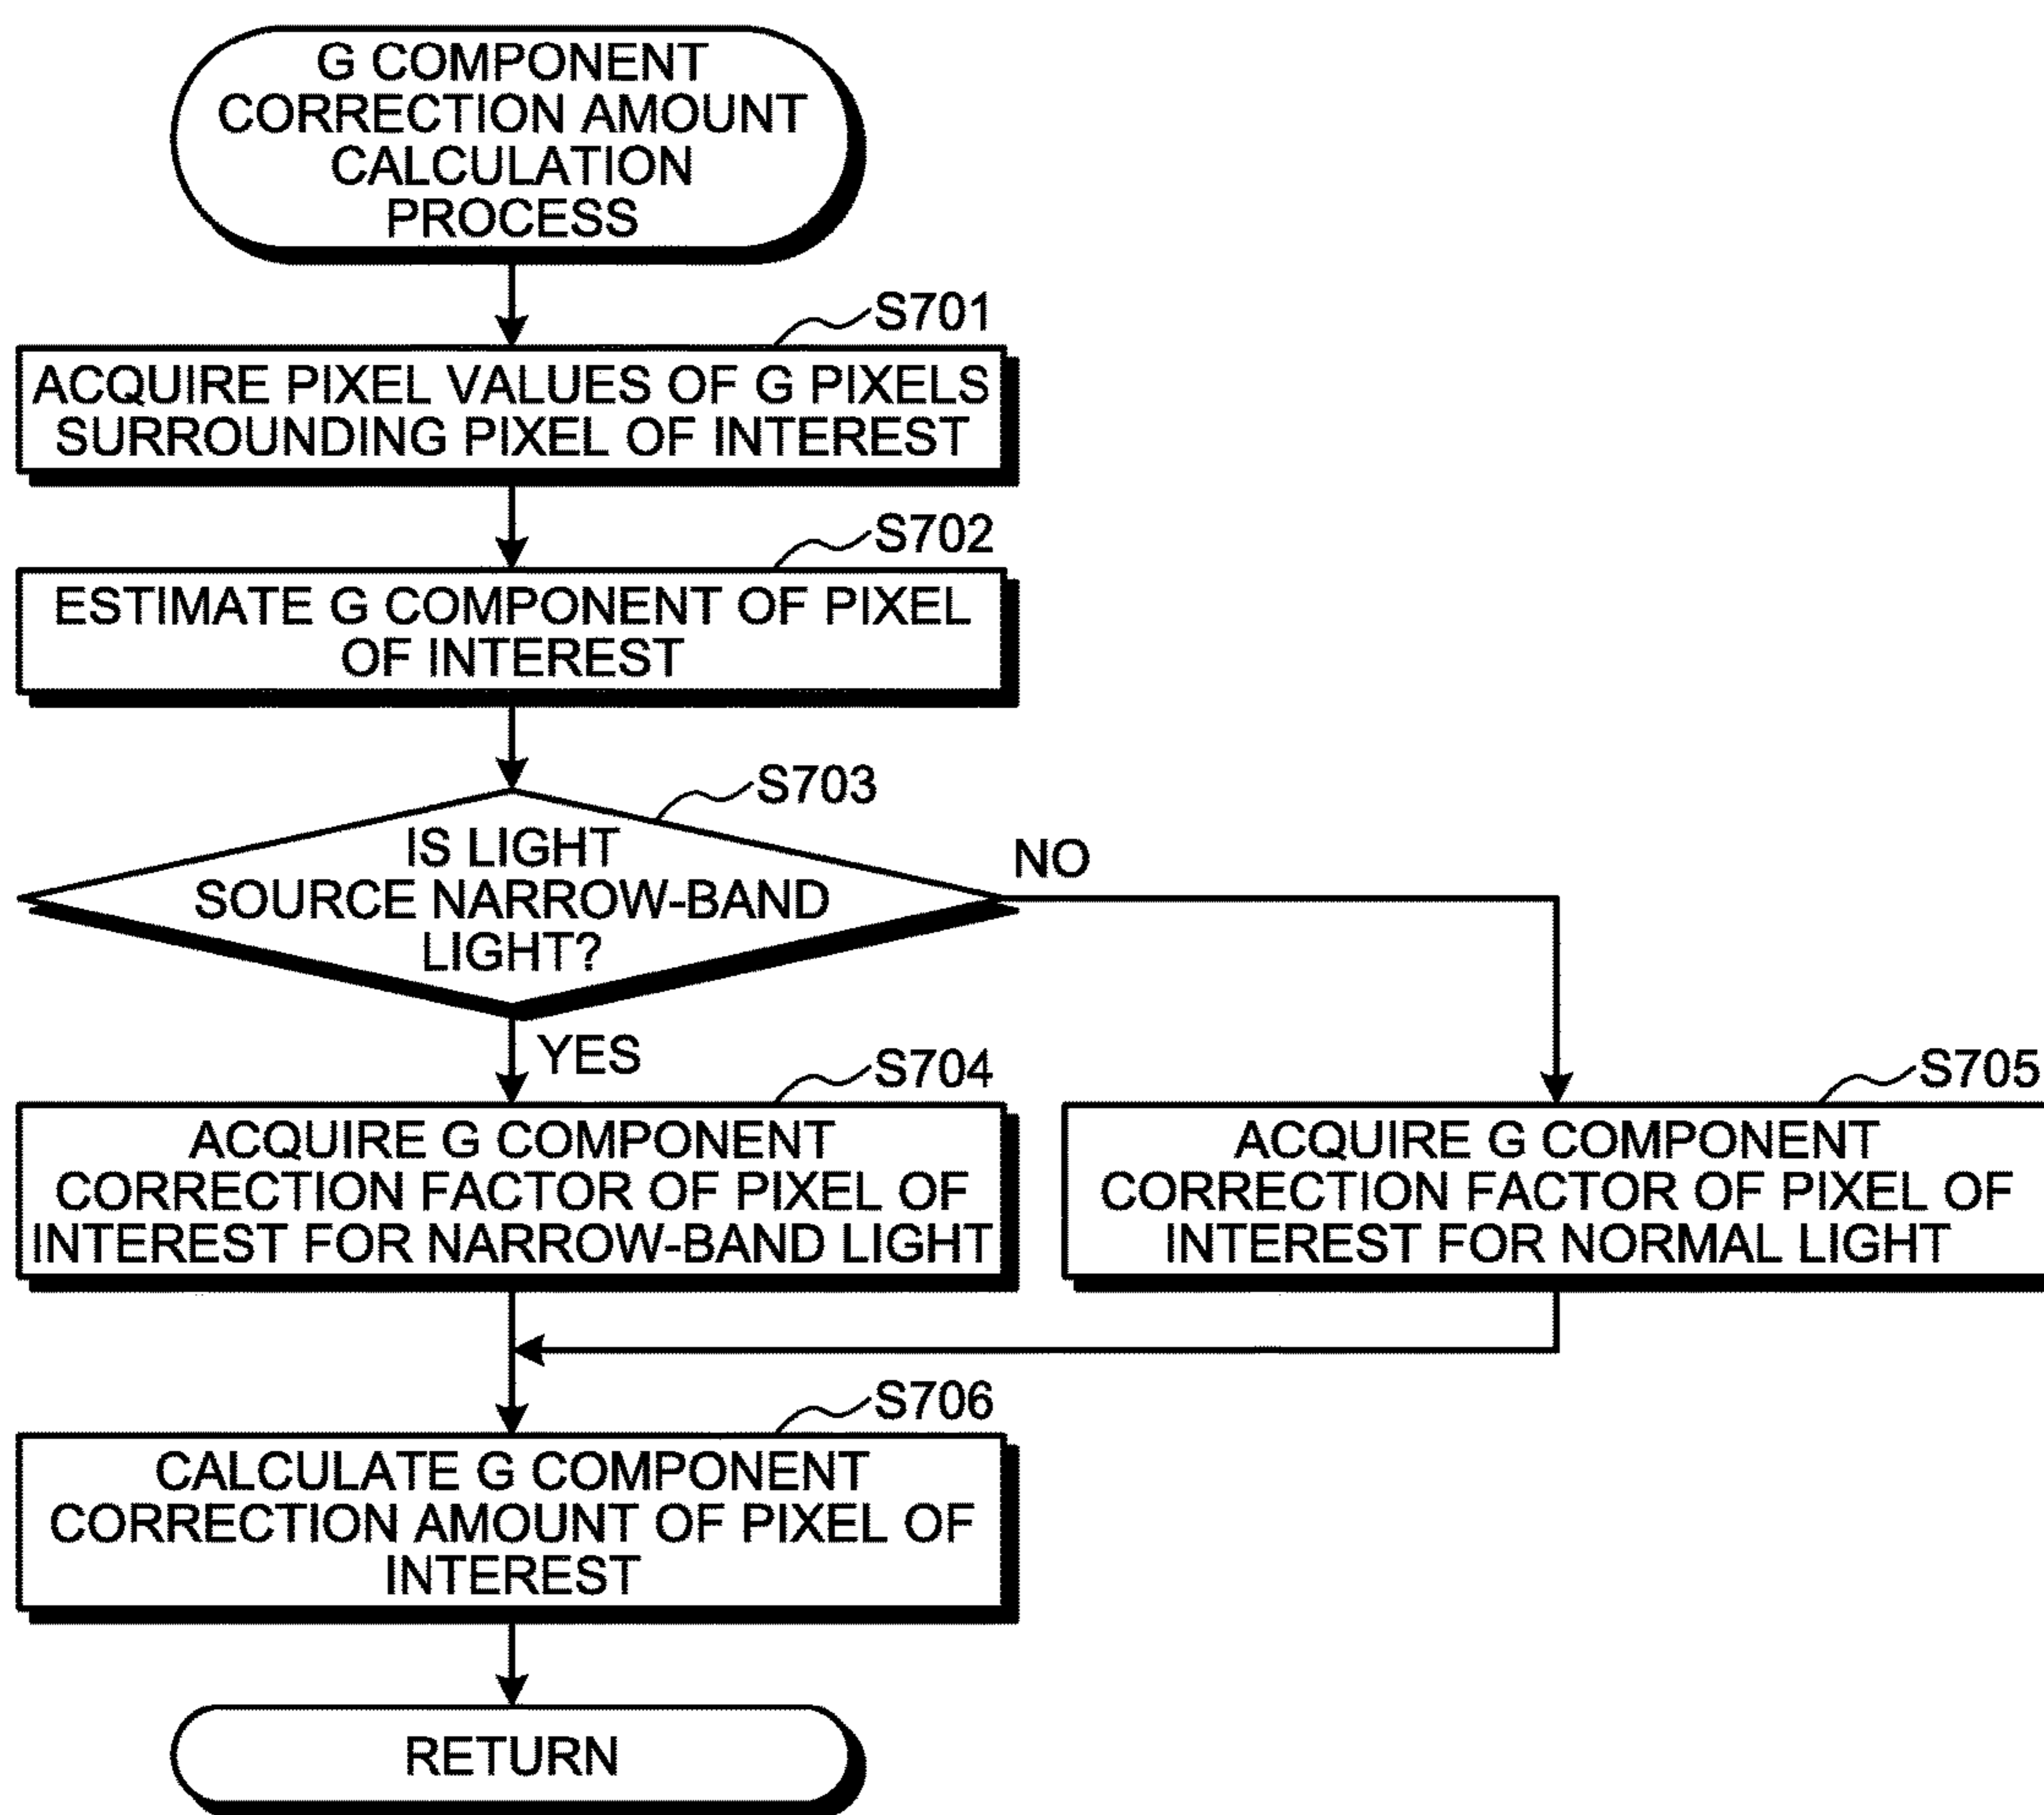 G COMPONENT
CORRECTION AMOUNT
CALCULATION
PROCESS
S701
ACQUIRE PIXEL VALUES OF G PIXELS
SURROUNDING PIXEL OF INTEREST
S702
ESTIMATE G COMPONENT OF PIXEL
OF INTEREST
S703
IS LIGHT
SOURCE NARROW-BAND
LIGHT?
NO
YES
S704
ACQUIRE G COMPONENT
CORRECTION FACTOR OF PIXEL OF
INTEREST FOR NARROW-BAND LIGHT
S705
ACQUIRE G COMPONENT
CORRECTION FACTOR OF PIXEL OF
INTEREST FOR NORMAL LIGHT
S706
CALCULATE G COMPONENT
CORRECTION AMOUNT OF PIXEL OF
INTEREST
RETURN